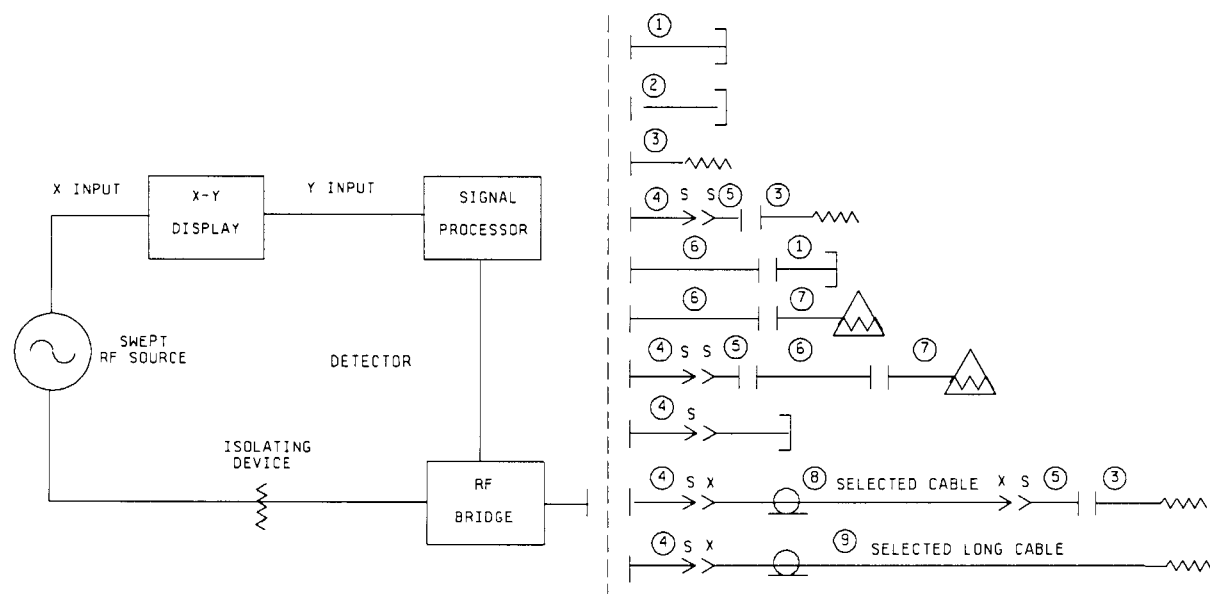 X INPUT
X-Y
DISPLAY
Y INPUT
SIGNAL
PROCESSOR
SWEPT
RF SOURCE
DETECTOR
ISOLATING
DEVICE
RF
BRIDGE
1
2
3
4 S S 5 3
6 1
6 7
4 S S 5 6 7
4 S
4 S X 8 SELECTED CABLE X S 5 3
4 S X 9 SELECTED LONG CABLE